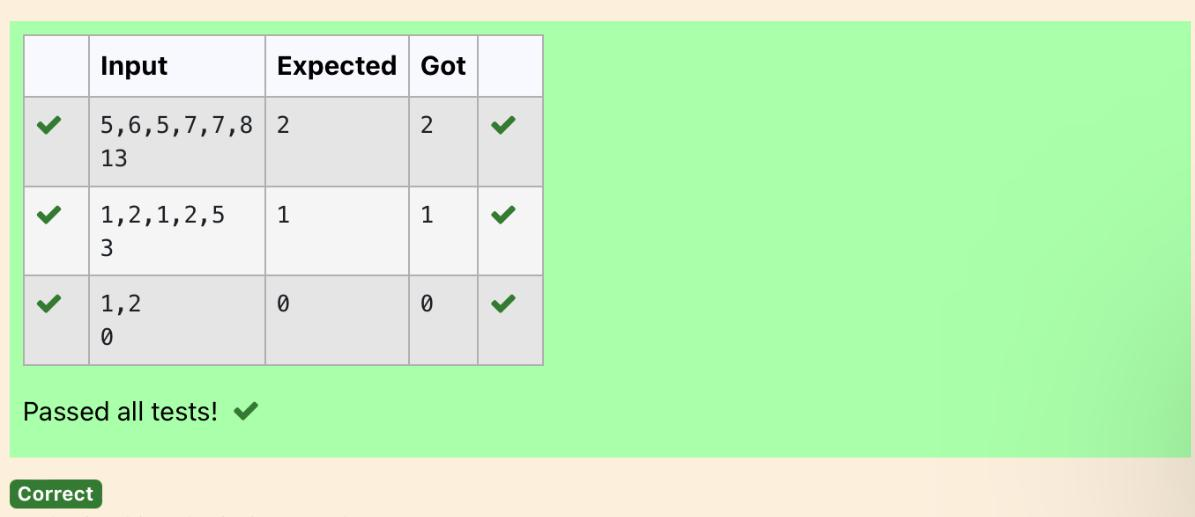 Input Expected Got
5,6,5,7,7,8 2 2
13
1,2,1,2,5 1 1
3
1,2 0 0
0
Passed all tests!
Correct